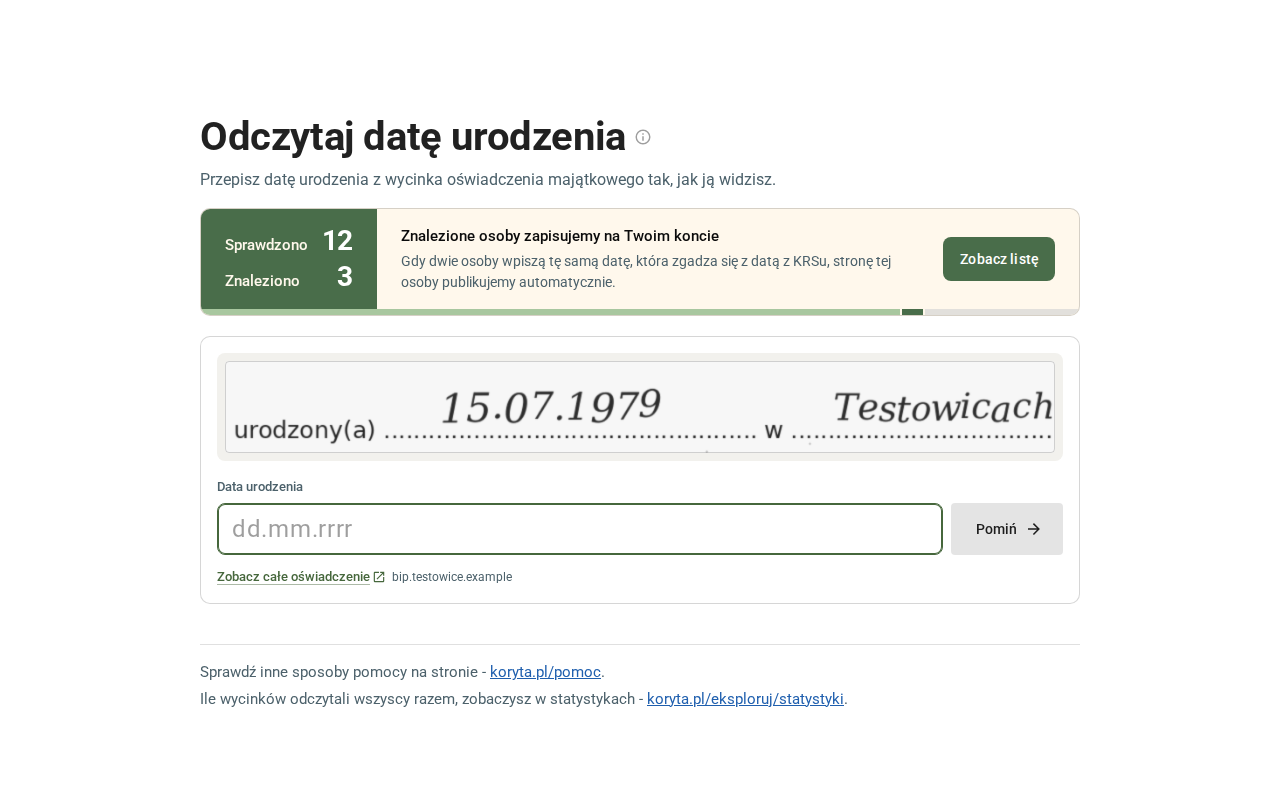 Odczytaj datę urodzenia
Przepisz datę urodzenia z wycinka oświadczenia majątkowego tak, jak ją widzisz.
Sprawdzono 12
Znaleziono 3
Znalezione osoby zapisujemy na Twoim koncie
Gdy dwie osoby wpiszą tę samą datę, która zgadza się z datą z KRSu, stronę tej
osoby publikujemy automatycznie.
Zobacz listę
urodzony(a) 15.07.1979 w Testowicach
Data urodzenia
dd.mm.rrrr
Pomiń
Zobacz całe oświadczenie bip.testowice.example
Sprawdź inne sposoby pomocy na stronie - koryta.pl/pomoc.
Ile wycinków odczytali wszyscy razem, zobaczysz w statystykach - koryta.pl/eksploruj/statystyki.